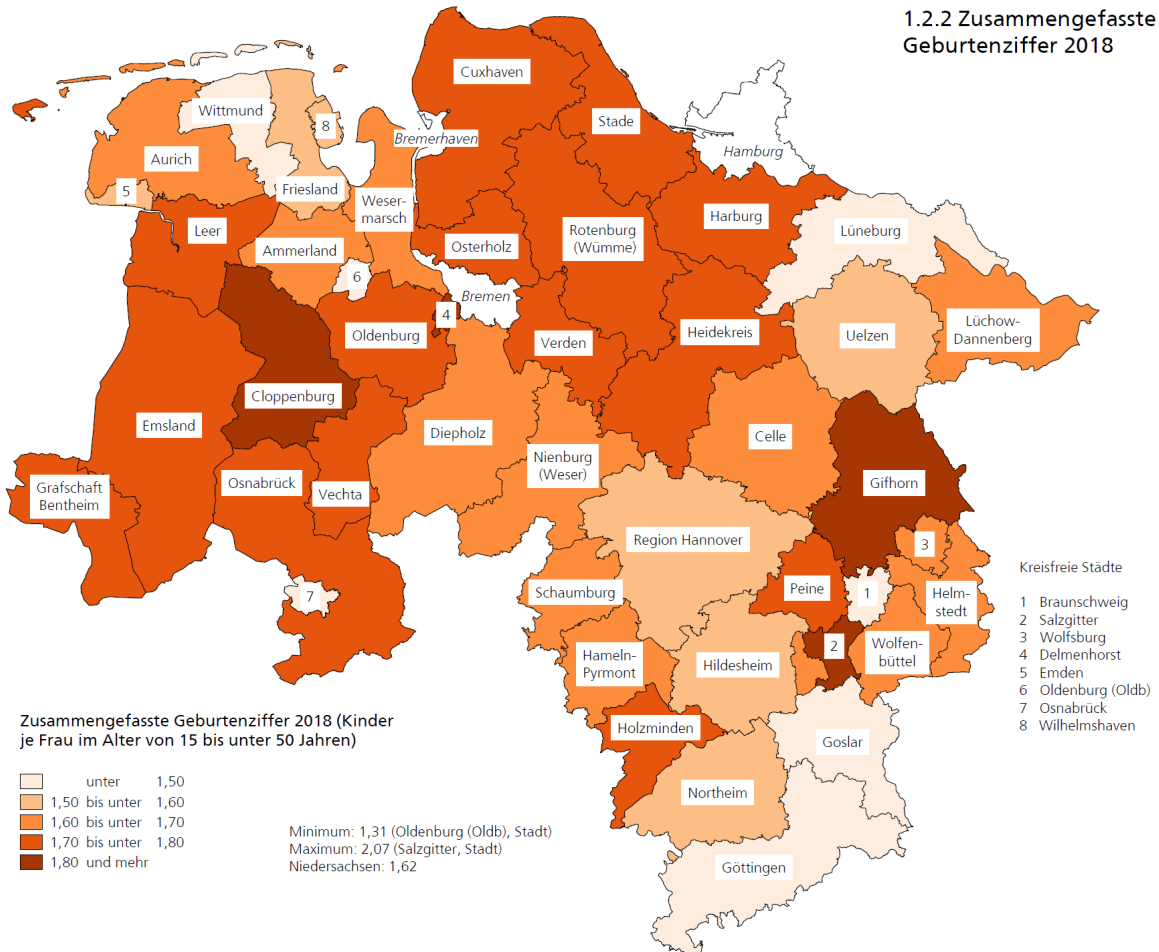 1.2.2 Zusammengefasste
Geburtenziffer 2018
Cuxhaven
Stade
Wittmund
8
Bremerhaven
Hamburg
Aurich
5
Friesland
Weser-
marsch
Harburg
Lüneburg
Leer
Ammerland
Osterholz
Rotenburg
(Wümme)
6
Bremen
4
Oldenburg
Verden
Heidekreis
Uelzen
Lüchow-
Dannenberg
Cloppenburg
Emsland
Diepholz
Celle
Nienburg
(Weser)
Gifhorn
Grafschaft
Bentheim
Osnabrück
Vechta
Region Hannover
3
7
Schaumburg
Peine
1
Helm-
stedt
Hameln-
Pyrmont
Hildesheim
2
Wolfen-
büttel
Holzminden
Goslar
Northeim
Göttingen
Kreisfreie Städte
1 Braunschweig
2 Salzgitter
3 Wolfsburg
4 Delmenhorst
5 Emden
6 Oldenburg (Oldb)
7 Osnabrück
8 Wilhelmshaven
Zusammengefasste Geburtenziffer 2018 (Kinder
je Frau im Alter von 15 bis unter 50 Jahren)
unter 1,50
1,50 bis unter 1,60
1,60 bis unter 1,70
1,70 bis unter 1,80
1,80 und mehr
Minimum: 1,31 (Oldenburg (Oldb), Stadt)
Maximum: 2,07 (Salzgitter, Stadt)
Niedersachsen: 1,62